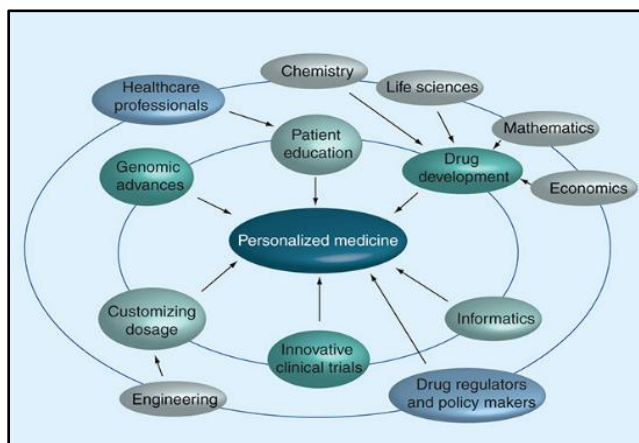 Chemistry
Life sciences
Healthcare
professionals
Patient
education
Mathematics
Genomic
advances
Drug
development
Economics
Personalized medicine
Customizing
dosage
Informatics
Innovative
clinical trials
Engineering
Drug regulators
and policy makers